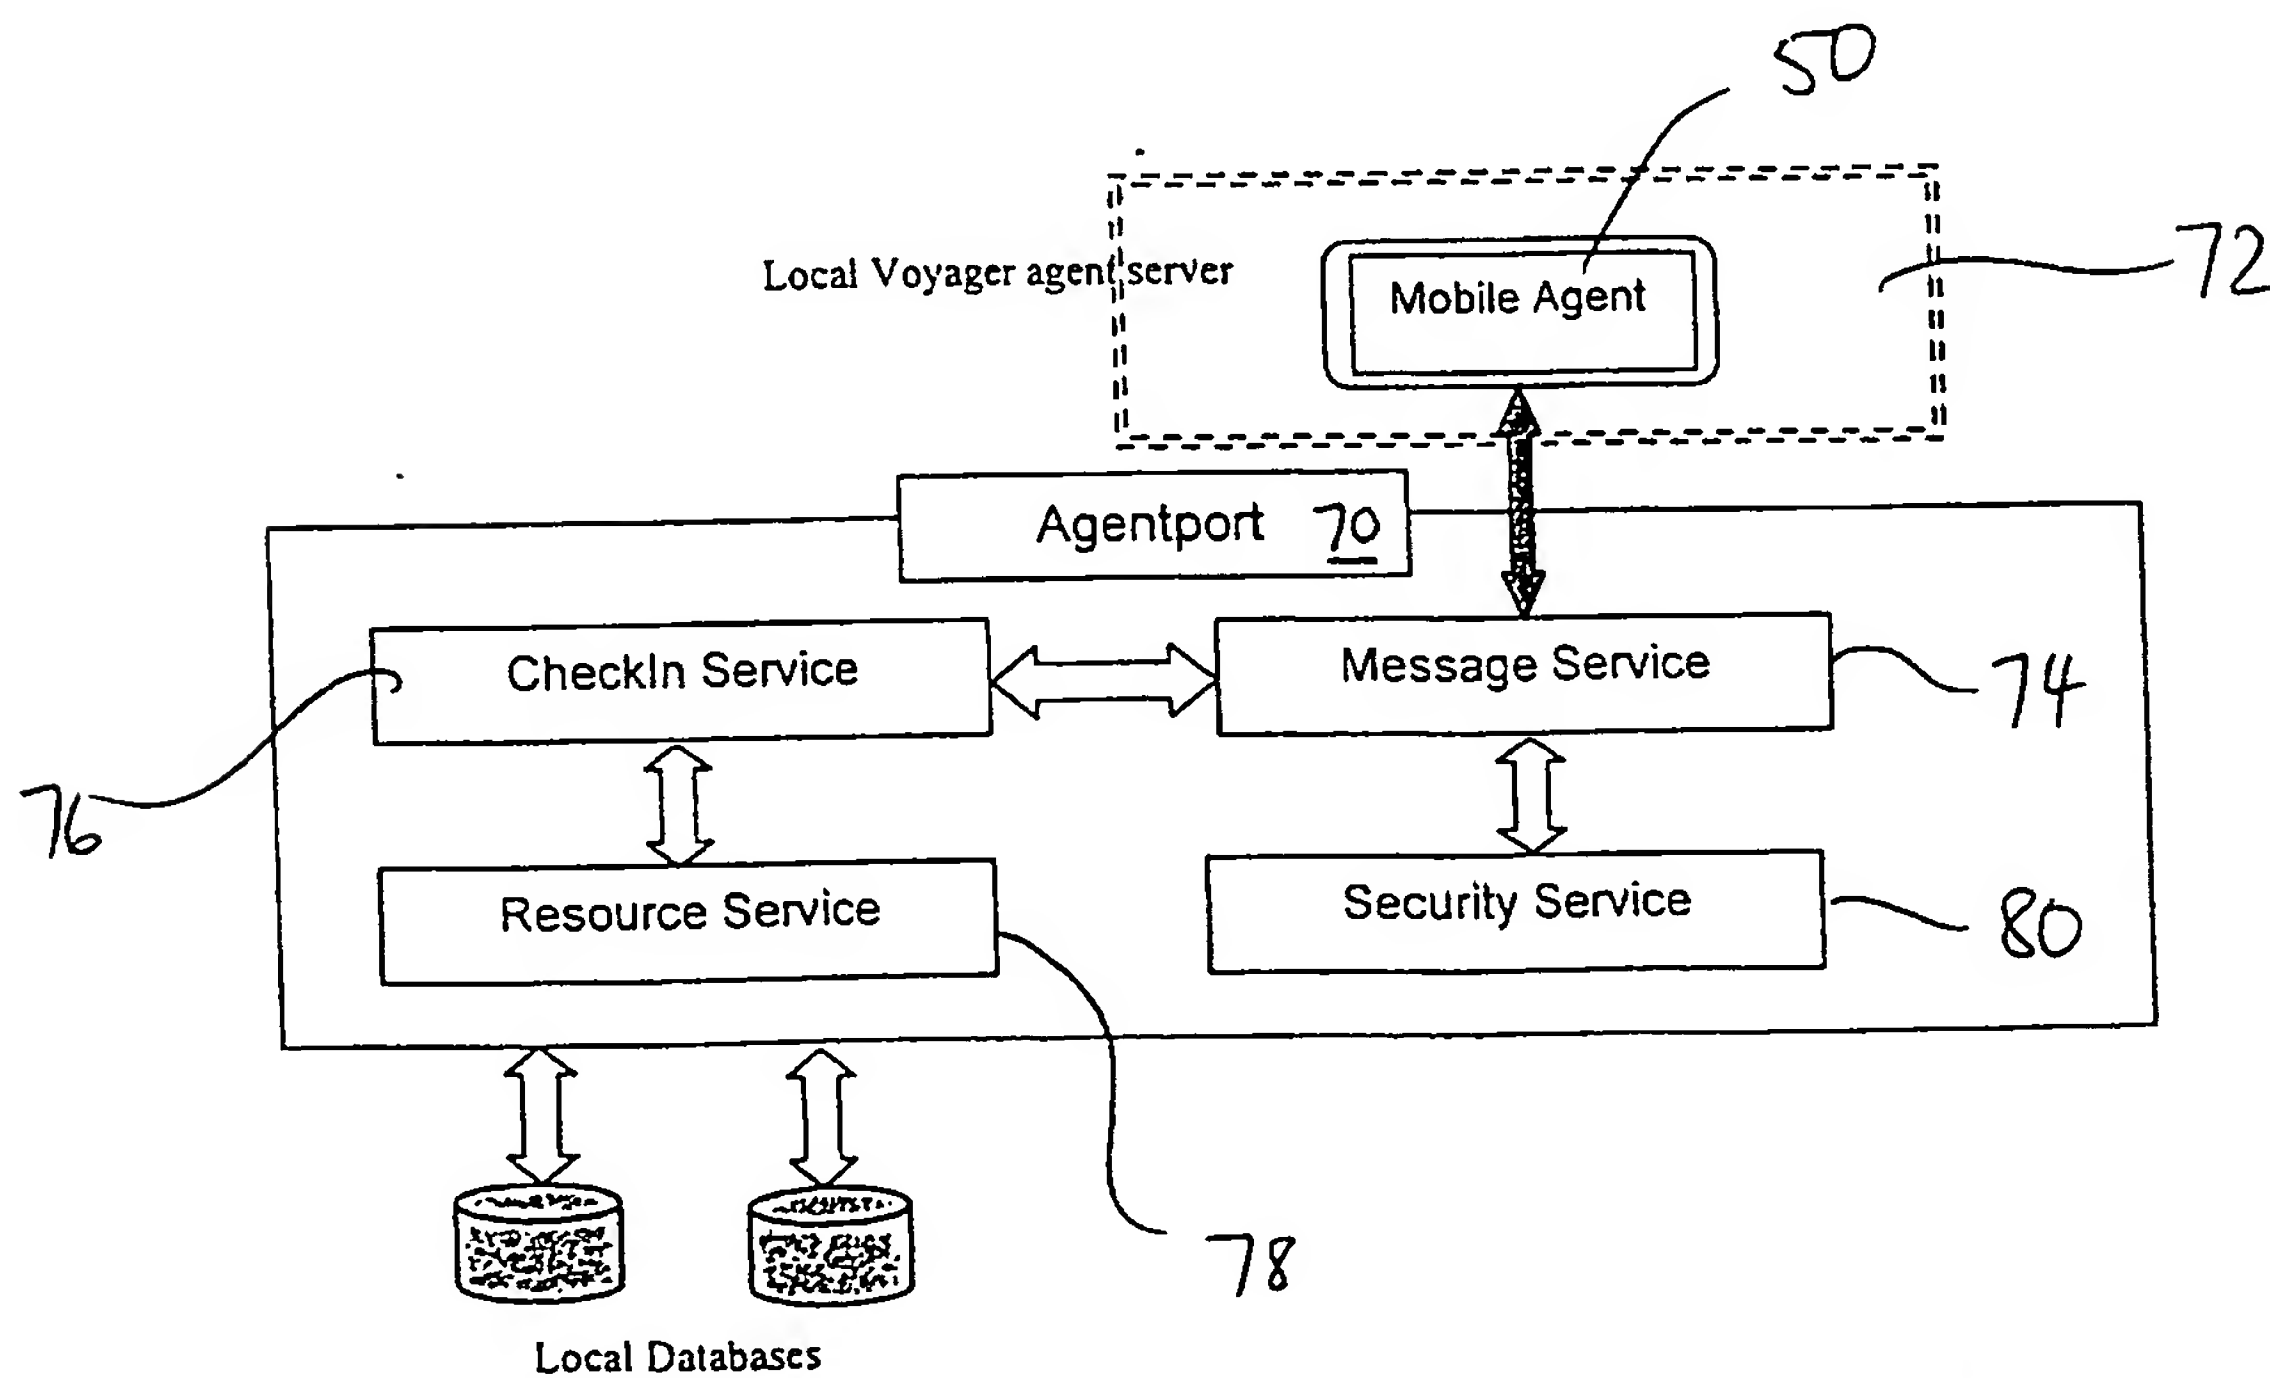 50
Local Voyager agent server
Mobile Agent
72
Agentport 70
CheckIn Service
Message Service
74
76
Resource Service
Security Service
80
78
Local Databases